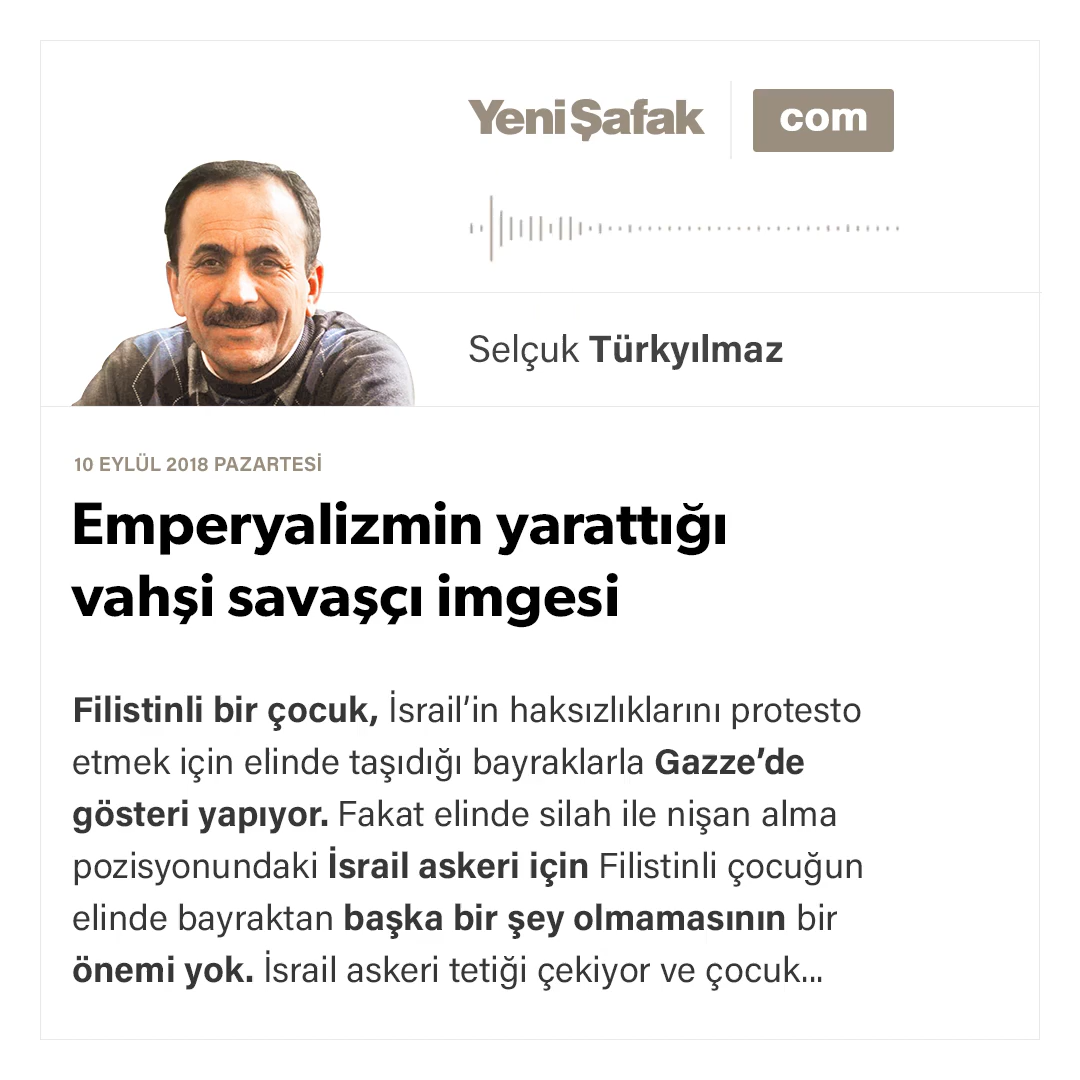 Yeni Şafak com
Selçuk Türkyılmaz
10 EYLÜL 2018 PAZARTESİ
Emperyalizmin yarattığı
vahşi savaşçı imgesi
Filistinli bir çocuk, İsrail’in haksızlıklarını protesto
etmek için elinde taşıdığı bayraklarla Gazze’de
gösteri yapıyor. Fakat elinde silah ile nişan alma
pozisyonundaki İsrail askeri için Filistinli çocuğun
elinde bayraktan başka bir şey olmamasının bir
önemi yok. İsrail askeri tetiği çekiyor ve çocuk...